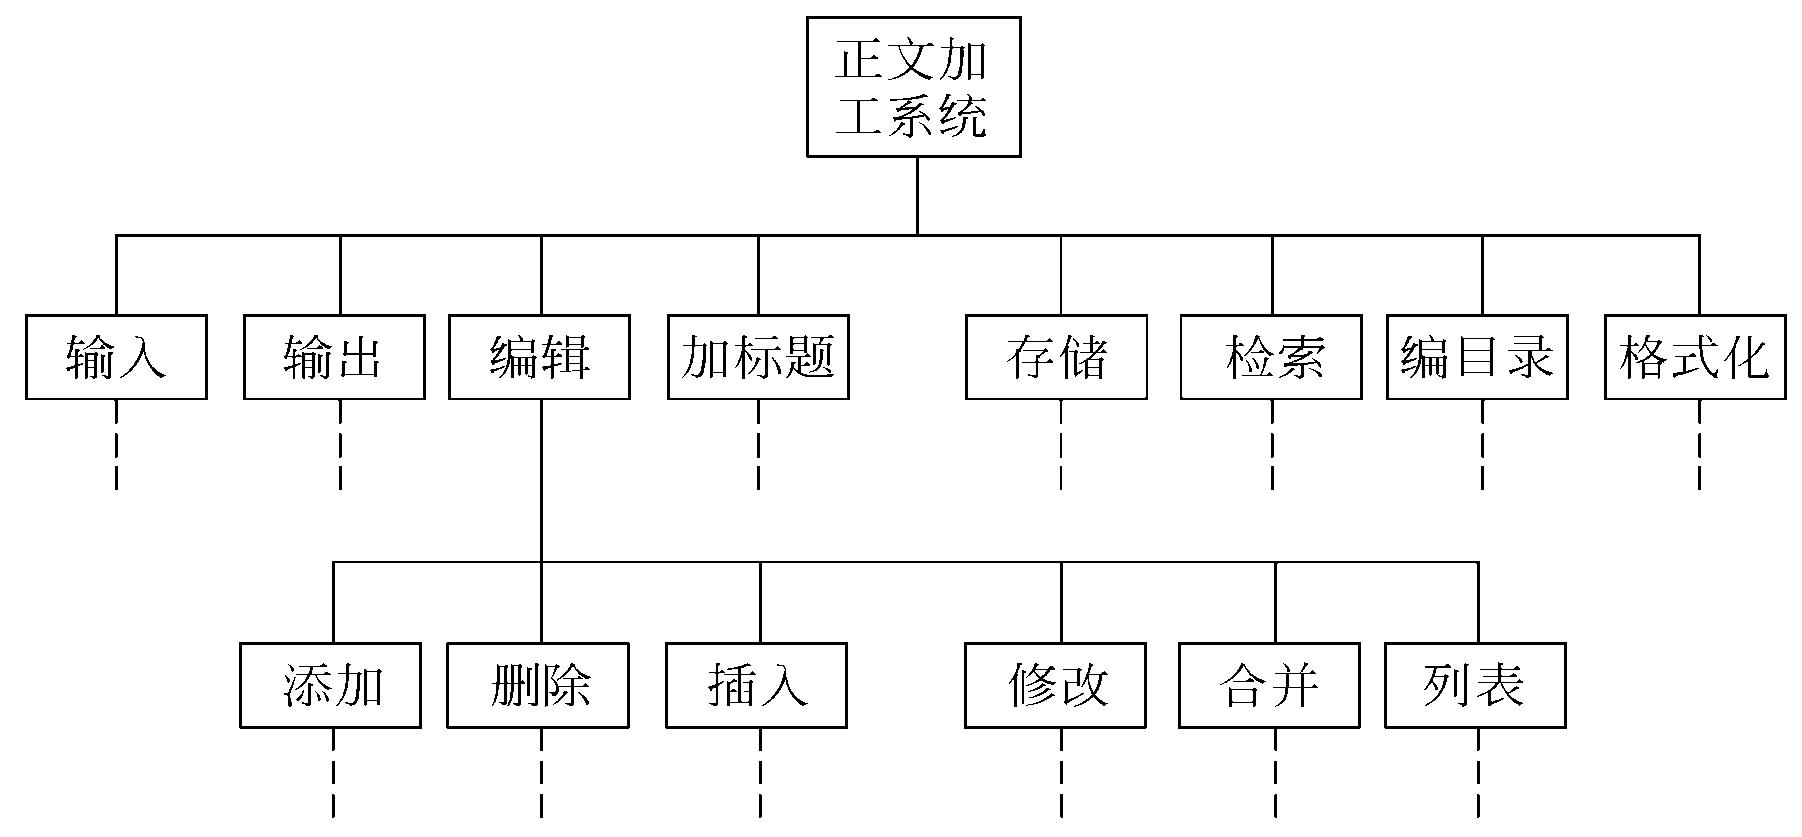 正文加
工系统
输入
输出
编辑
加标题
存储
检索
编目录
格式化
添加
删除
插入
修改
合并
列表